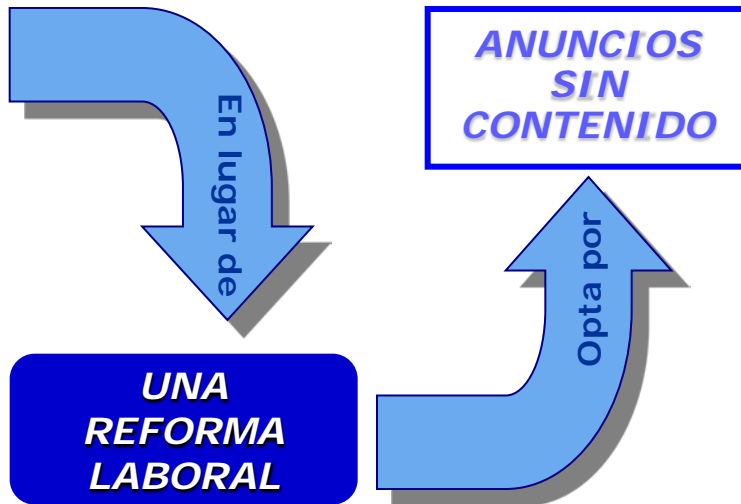 En lugar de
UNA
REFORMA
LABORAL
Opta por
ANUNCIOS
SIN
CONTENIDO